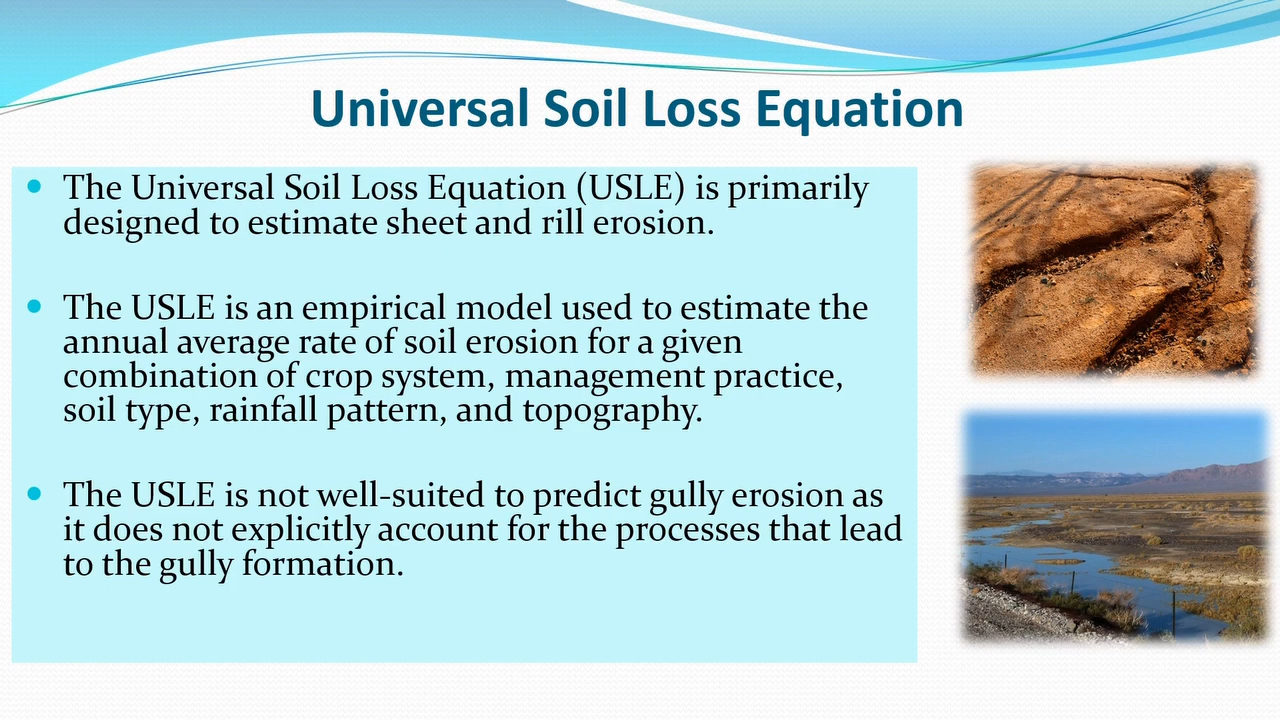 Universal Soil Loss Equation
• The Universal Soil Loss Equation (USLE) is primarily
designed to estimate sheet and rill erosion.
• The USLE is an empirical model used to estimate the
annual average rate of soil erosion for a given
combination of crop system, management practice,
soil type, rainfall pattern, and topography.
• The USLE is not well-suited to predict gully erosion as
it does not explicitly account for the processes that lead
to the gully formation.